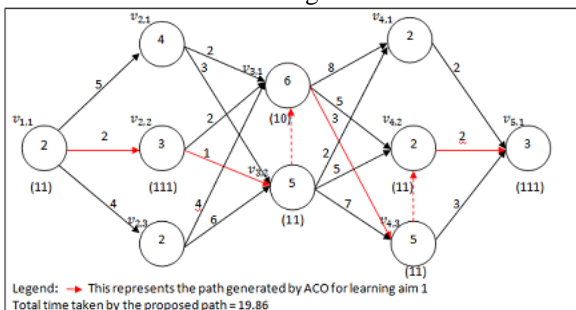 v4.1
v2.1
2
4
2
8
2
3
v3.1
6
5
5
v1.1
v2.2
2
3
v4.2
v5.1
2
(10)
2
3
1
2
2
2
3
v3.2
5
5
(11)
(111)
(11)
(111)
4
v2.3
4
(11)
7
v4.3
3
2
6
5
(11)
Legend: This represents the path generated by ACO for learning aim 1
Total time taken by the proposed path = 19.86